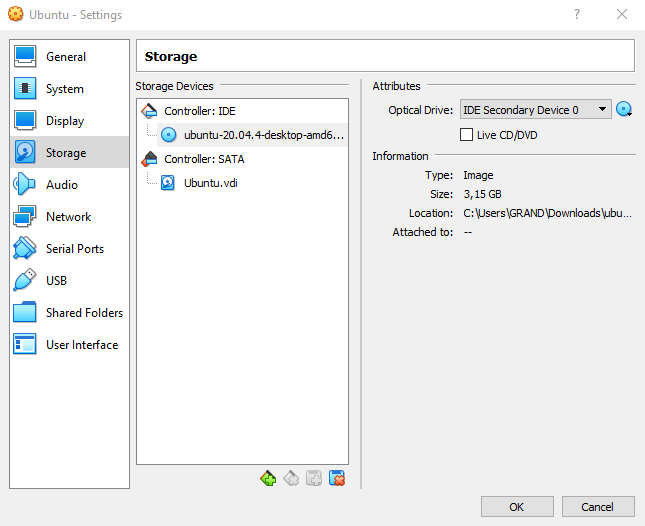 Ubuntu - Settings
General
System
Display
Storage
Audio
Network
Serial Ports
USB
Shared Folders
User Interface
Storage
Storage Devices
Controller: IDE
ubuntu-20.04.4-desktop-amd6...
Controller: SATA
Ubuntu.vdi
Attributes
Optical Drive: IDE Secondary Device 0
Live CD/DVD
Information
Type: Image
Size: 3,15 GB
Location: C:\Users\GRAND\Downloads\ubu...
Attached to: --
OK Cancel